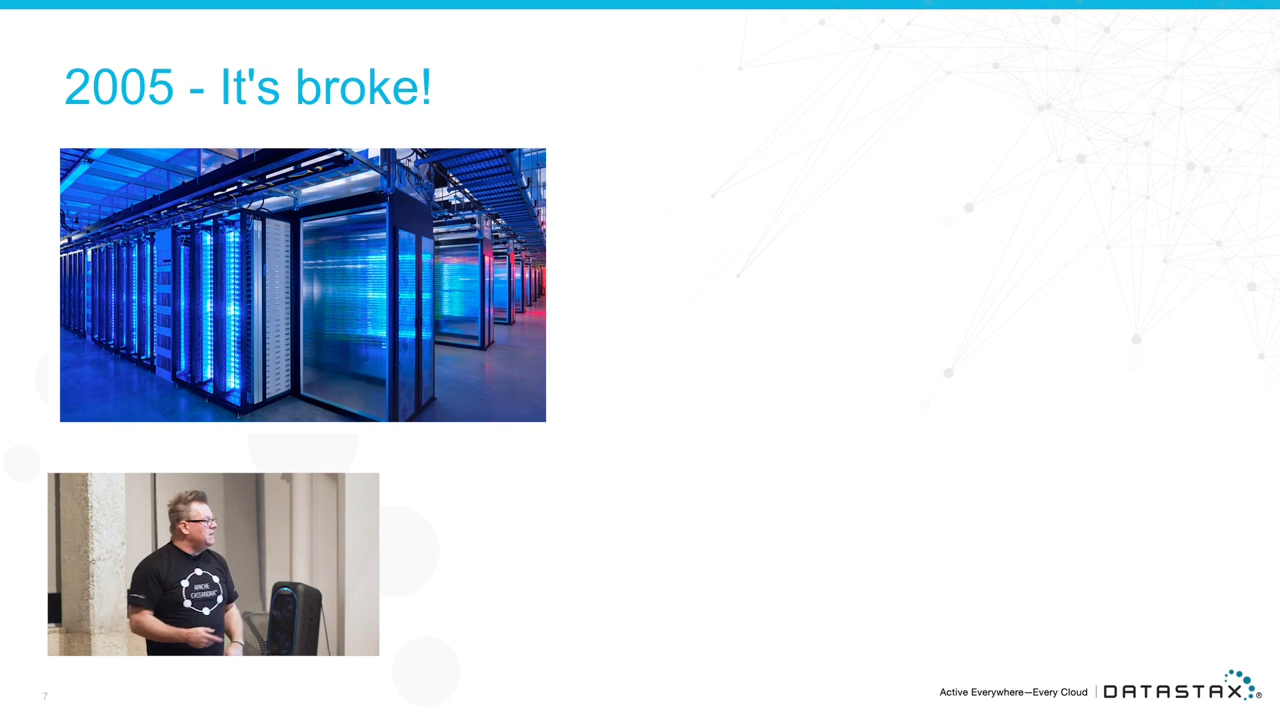 2005 - It's broke!
APACHE
CASSANDRA
7
Active Everywhere—Every Cloud
DATASTAX®